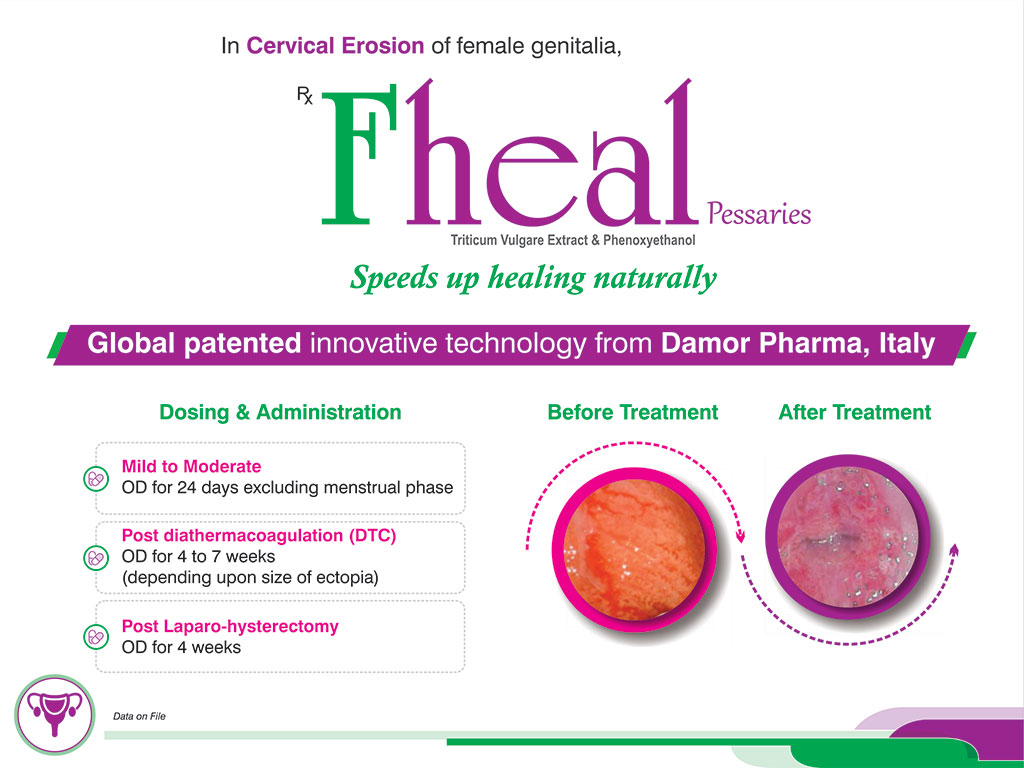 In Cervical Erosion of female genitalia,
Rx
Fheal Pessaries
Triticum Vulgare Extract & Phenoxyethanol
Speeds up healing naturally
Global patented innovative technology from Damor Pharma, Italy
Dosing & Administration
Mild to Moderate
OD for 24 days excluding menstrual phase
Post diathermacoagulation (DTC)
OD for 4 to 7 weeks
(depending upon size of ectopia)
Post Laparo-hysterectomy
OD for 4 weeks
Before Treatment
After Treatment
Data on File